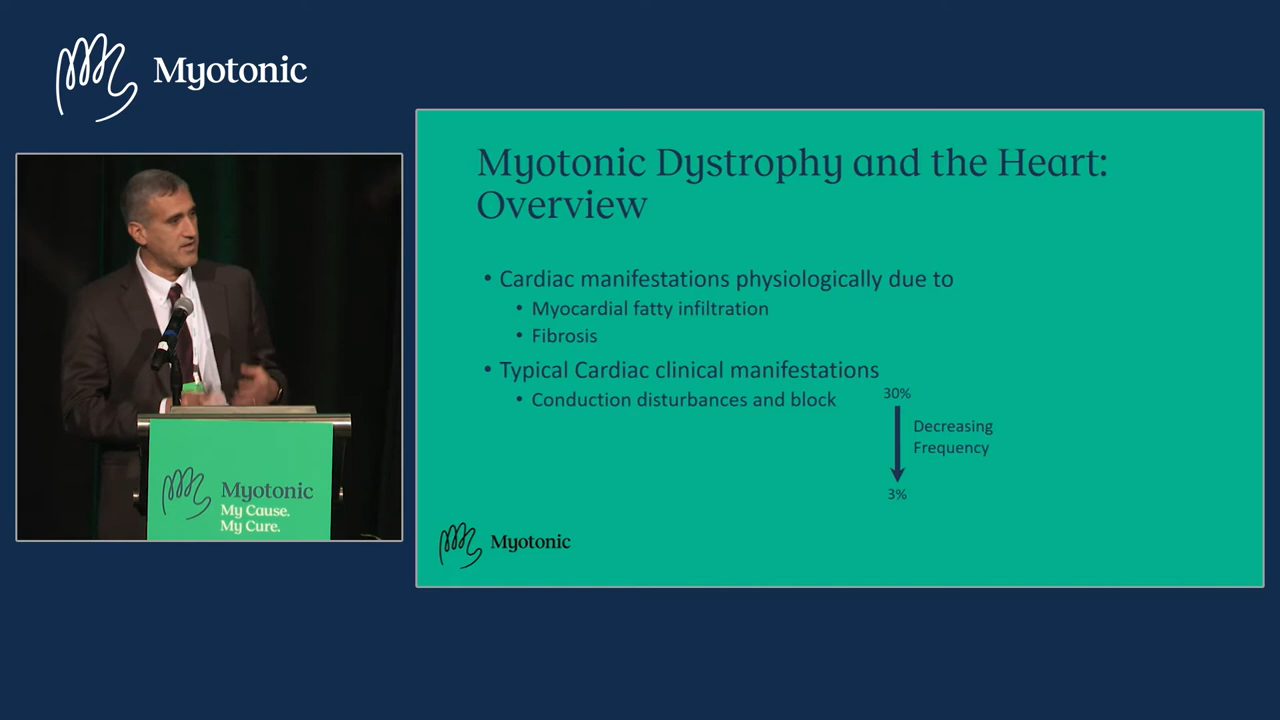 Myotonic
Myotonic Dystrophy and the Heart:
Overview
• Cardiac manifestations physiologically due to
• Myocardial fatty infiltration
• Fibrosis
• Typical Cardiac clinical manifestations
• Conduction disturbances and block
30%
Decreasing
Frequency
3%
Myotonic
Myotonic
My Cause.
My Cure.